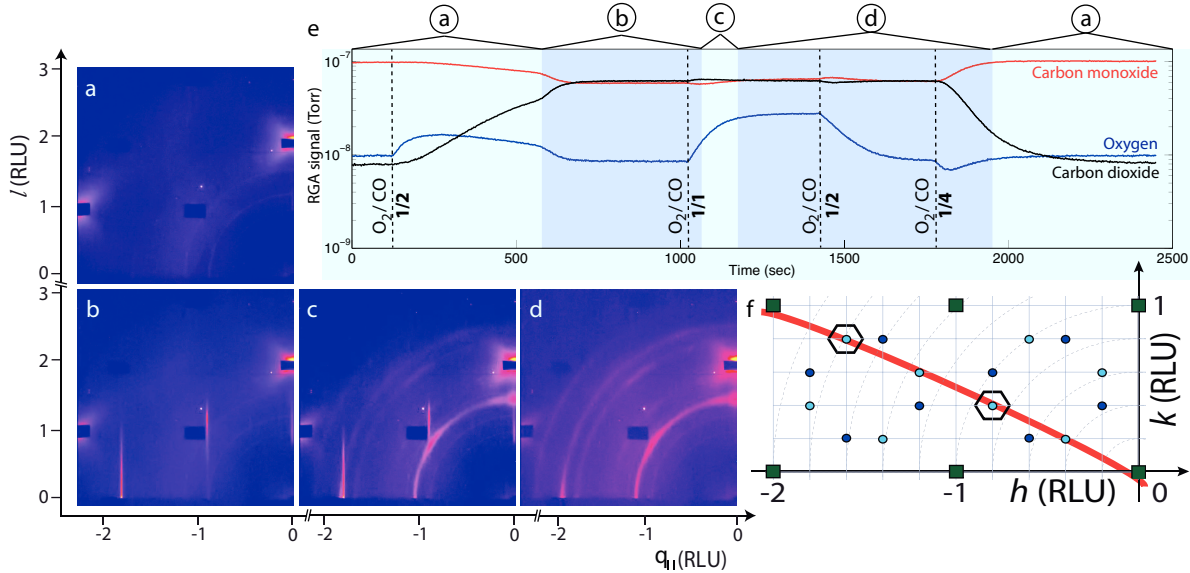 e
a
b
c
d
a
10⁻⁷
10⁻⁸
10⁻⁹
RGA signal (Torr)
Carbon monoxide
Oxygen
Carbon dioxide
O₂/ CO
1/2
O₂/ CO
1/1
O₂/ CO
1/2
O₂/ CO
1/4
0
500
1000
1500
2000
2500
Time (sec)
a
3
2
1
0
l (RLU)
b
c
d
3
2
1
0
-2
-1
0
-2
-1
0
-2
-1
0
q|| (RLU)
f
1
k (RLU)
-2
-1
h (RLU)
0